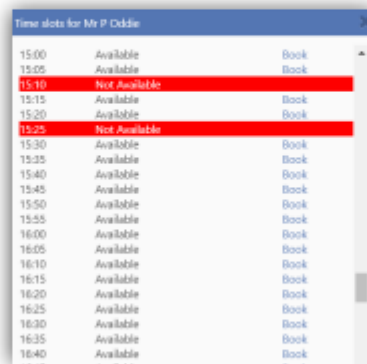 Time slots for Mr P Oddie
15:00 Available Book
15:05 Available Book
15:10 Not Available
15:15 Available Book
15:20 Available Book
15:25 Not Available
15:30 Available Book
15:35 Available Book
15:40 Available Book
15:45 Available Book
15:50 Available Book
15:55 Available Book
16:00 Available Book
16:05 Available Book
16:10 Available Book
16:15 Available Book
16:20 Available Book
16:25 Available Book
16:30 Available Book
16:35 Available Book
16:40 Available Book